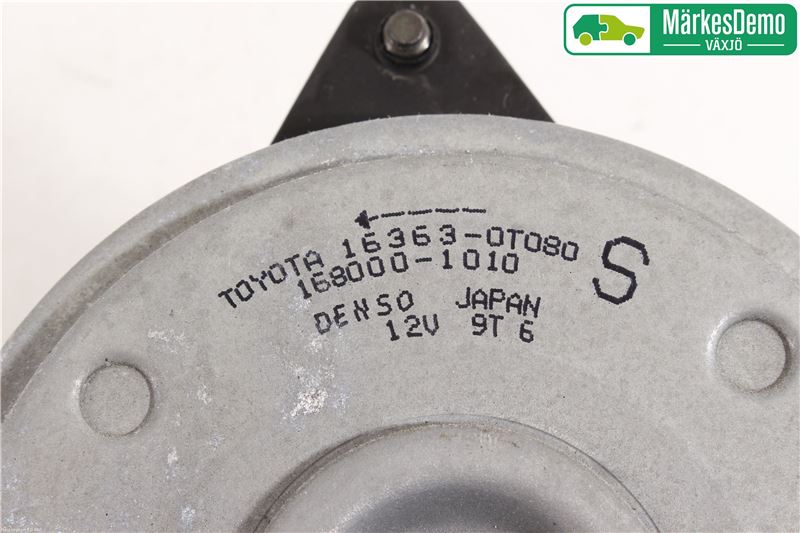 MärkesDemo
VÄXJÖ
TOYOTA 16363-0T080
168000-1010 S
DENSO JAPAN
12V 9T 6